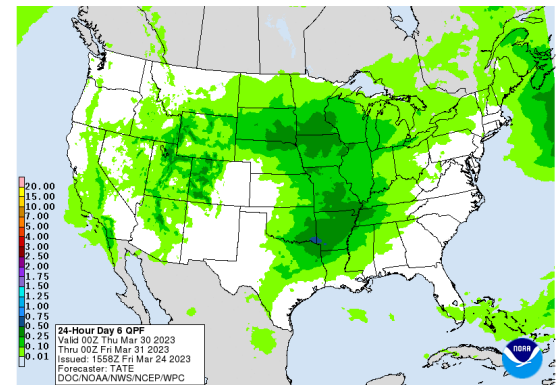 20.00
15.00
10.00
7.00
5.00
4.00
3.00
2.50
2.00
1.75
1.50
1.25
1.00
0.75
0.50
0.25
0.10
0.01
24-Hour Day 6 QPF
Valid 00Z Thu Mar 30 2023
Thru 00Z Fri Mar 31 2023
Issued: 1558Z Fri Mar 24 2023
Forecaster: TATE
DOC/NOAA/NWS/NCEP/WPC
NOAA